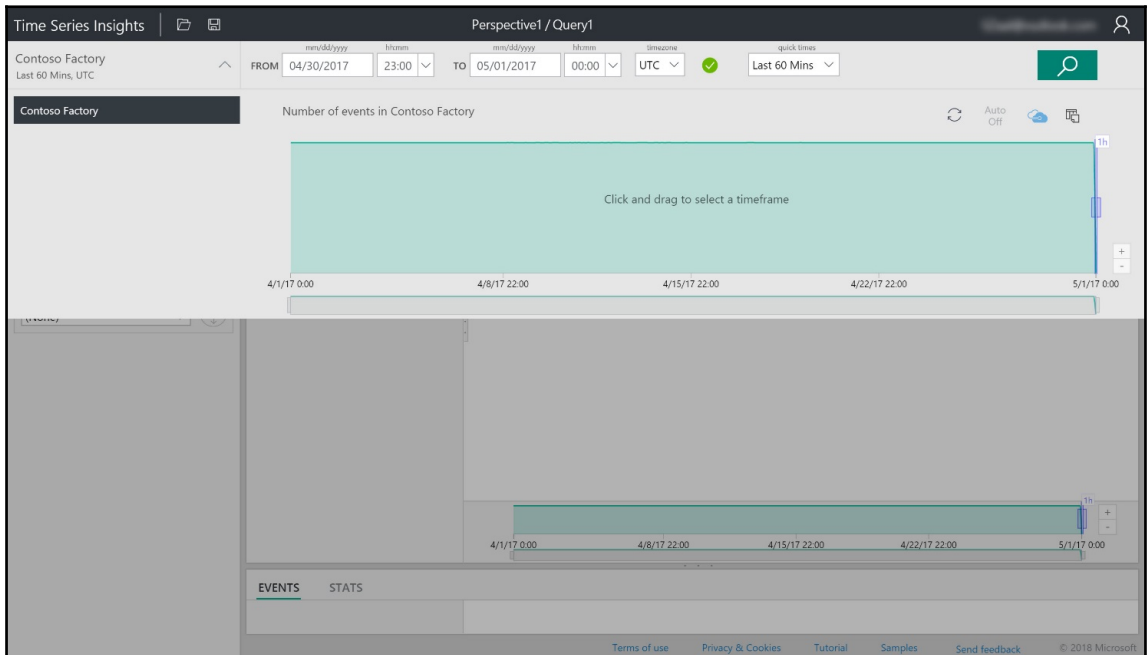 Time Series Insights
Perspective1 / Query1
Contoso Factory
Last 60 Mins, UTC
mm/dd/yyyy hh:mm mm/dd/yyyy hh:mm timezone quick times
FROM 04/30/2017 23:00 TO 05/01/2017 00:00 UTC Last 60 Mins
Contoso Factory
Number of events in Contoso Factory
Auto
Off
1h
Click and drag to select a timeframe
+
-
4/1/17 0:00 4/8/17 22:00 4/15/17 22:00 4/22/17 22:00 5/1/17 0:00
(None)
1h
+
-
4/1/17 0:00 4/8/17 22:00 4/15/17 22:00 4/22/17 22:00 5/1/17 0:00
EVENTS STATS
Terms of use Privacy & Cookies Tutorial Samples Send feedback © 2018 Microsoft